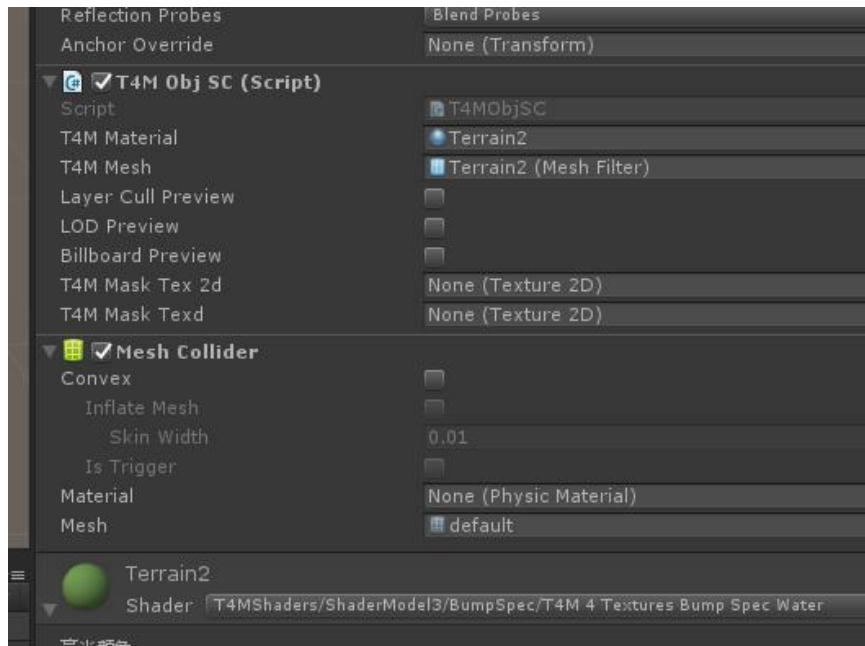 Reflection Probes Blend Probes
Anchor Override None (Transform)
T4M Obj SC (Script)
Script T4MObjSC
T4M Material Terrain2
T4M Mesh Terrain2 (Mesh Filter)
Layer Cull Preview
LOD Preview
Billboard Preview
T4M Mask Tex 2d None (Texture 2D)
T4M Mask Texd None (Texture 2D)
Mesh Collider
Convex
Inflate Mesh
Skin Width 0.01
Is Trigger
Material None (Physic Material)
Mesh default
Terrain2
Shader T4MShaders/ShaderModel3/BumpSpec/T4M 4 Textures Bump Spec Water